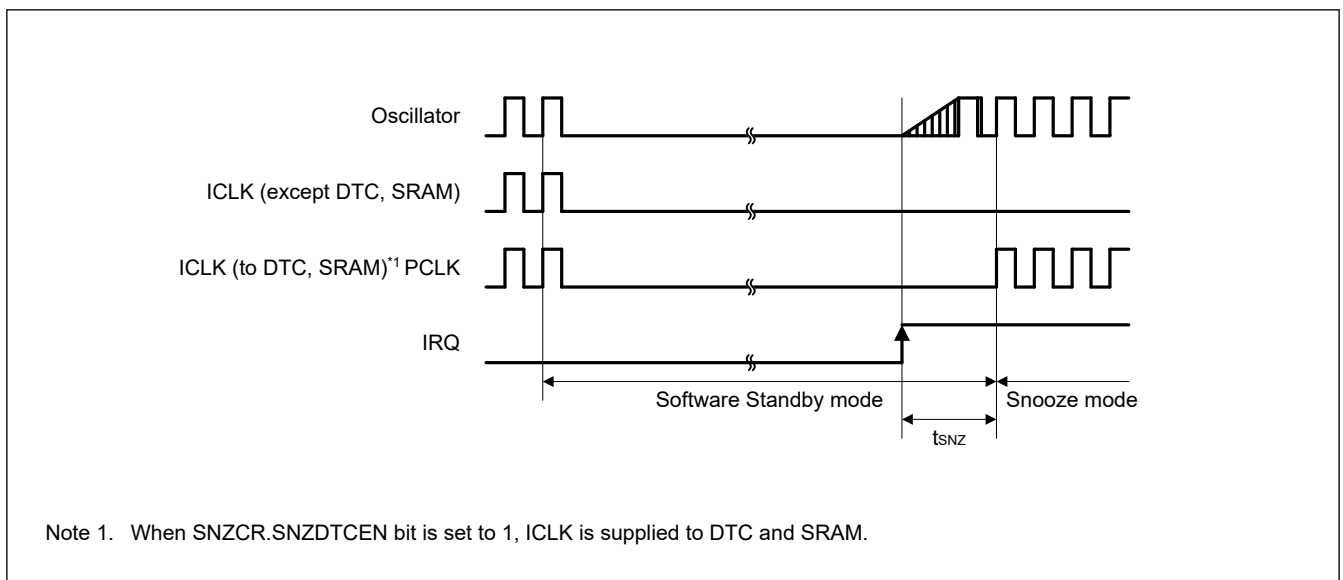 Oscillator
ICLK (except DTC, SRAM)
ICLK (to DTC, SRAM)*1 PCLK
IRQ
Software Standby mode
Snooze mode
tSNZ
Note 1. When SNZCR.SNZDTCEN bit is set to 1, ICLK is supplied to DTC and SRAM.